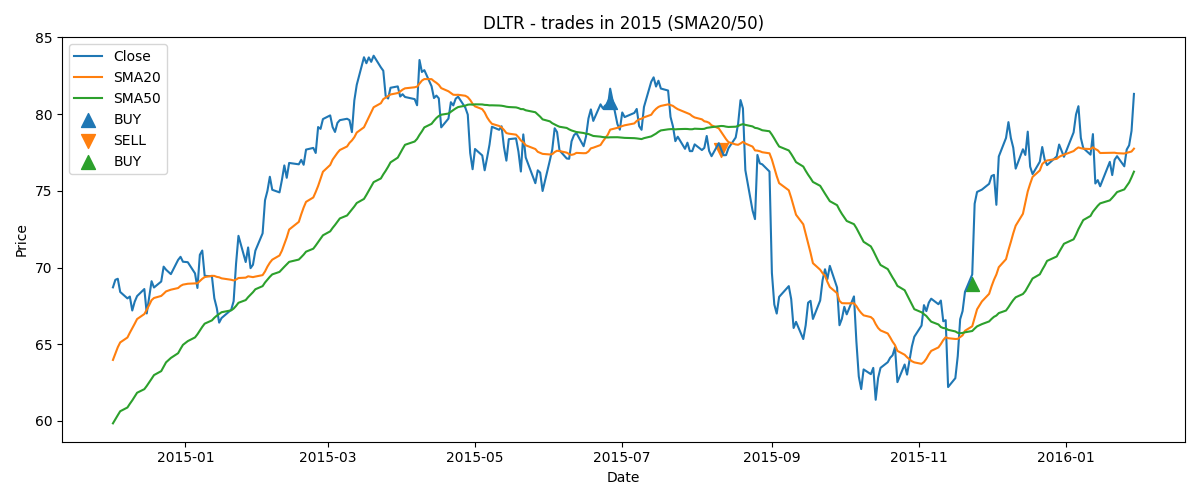 DLTR - trades in 2015 (SMA20/50)
Close
SMA20
SMA50
BUY
SELL
BUY
85
80
75
70
65
60
Price
2015-01
2015-03
2015-05
2015-07
2015-09
2015-11
2016-01
Date